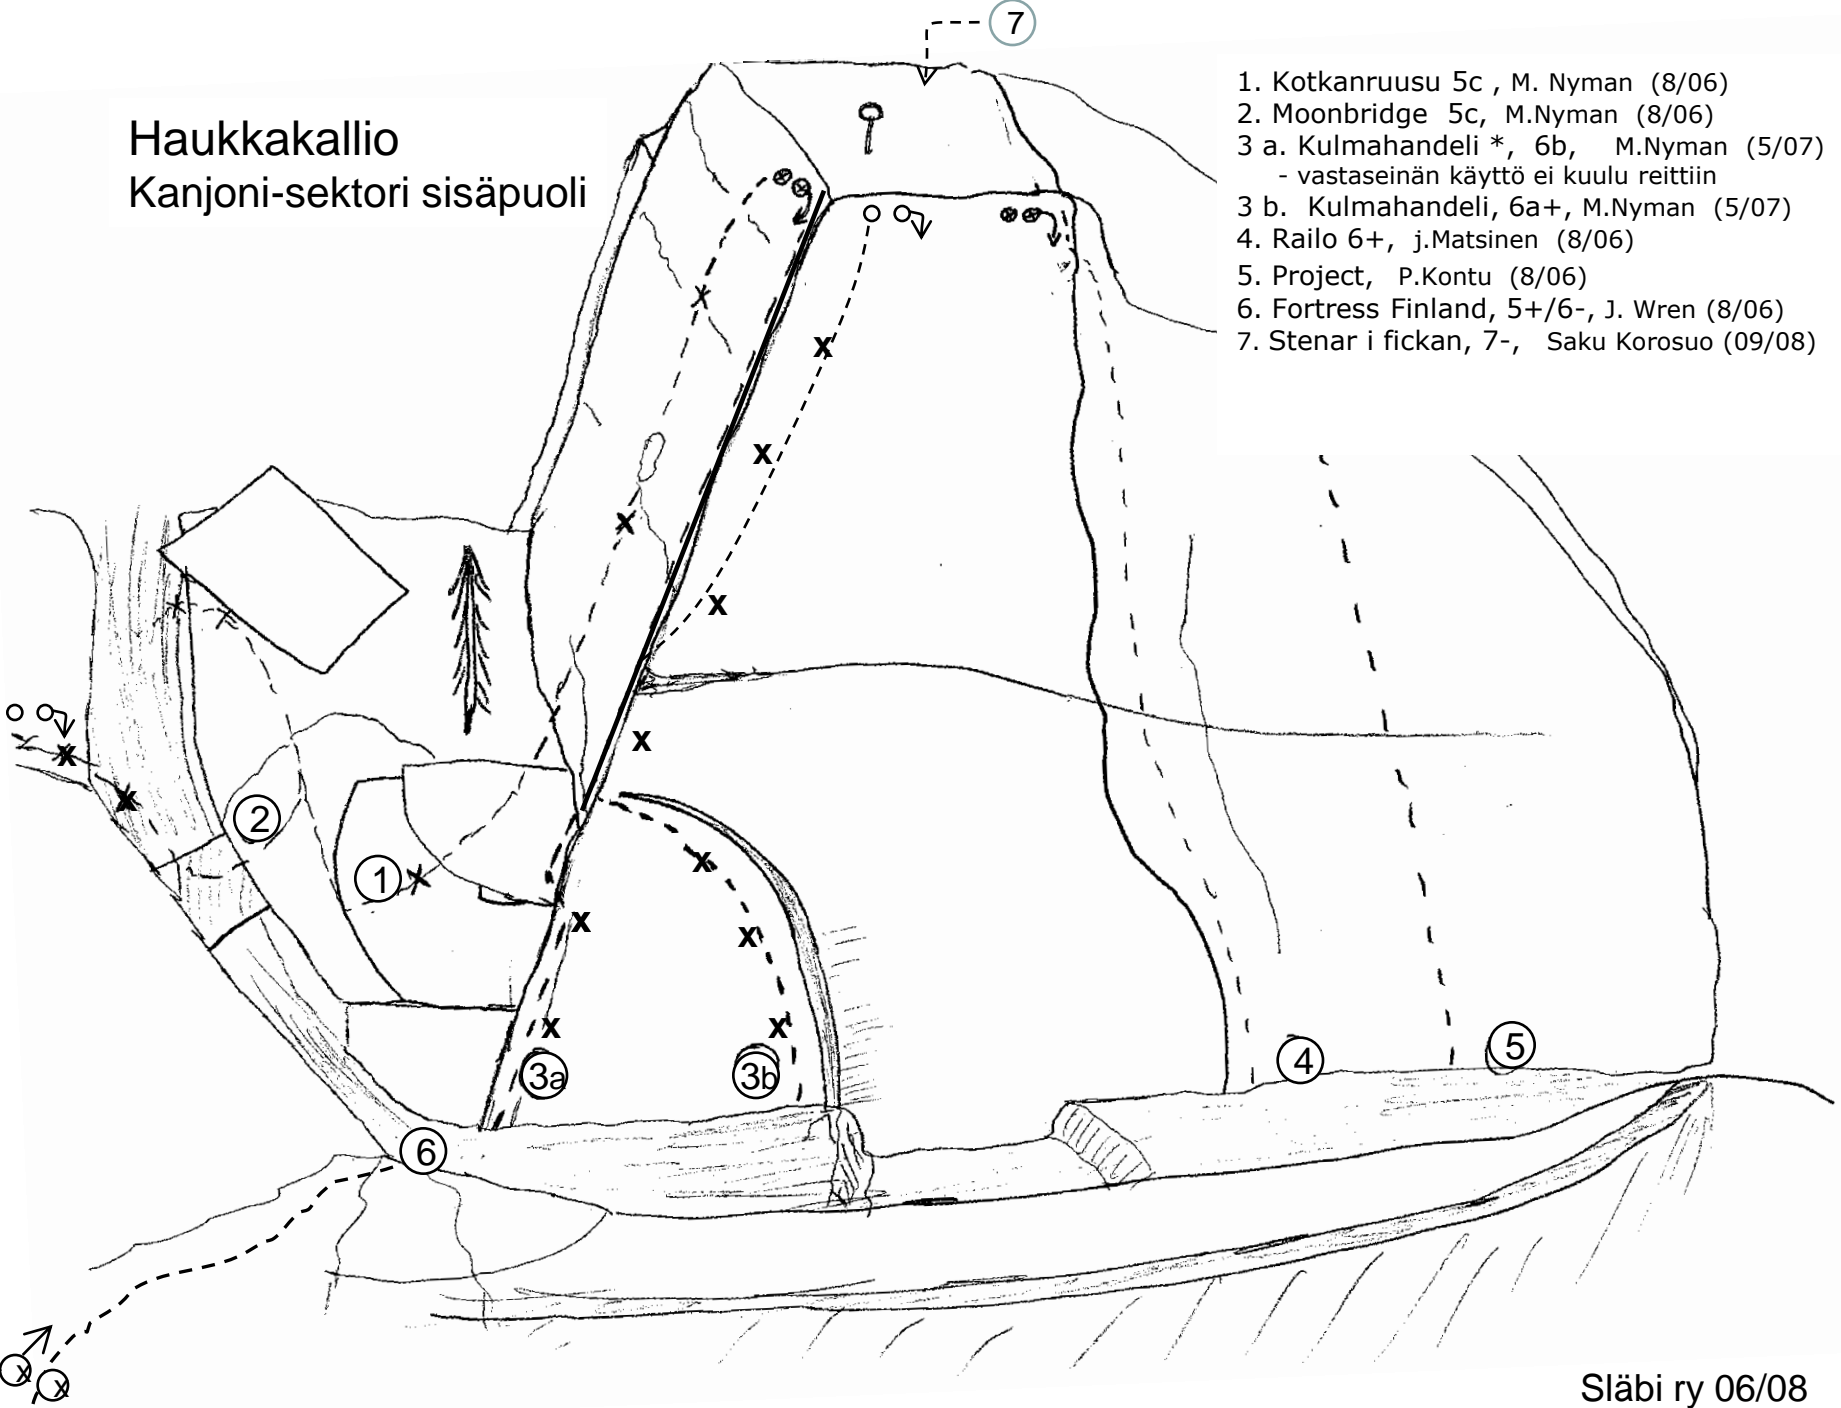 7
Haukkakallio
Kanjoni-sektori sisäpuoli
1. Kotkanruusu 5c , M. Nyman (8/06)
2. Moonbridge 5c, M.Nyman (8/06)
3 a. Kulmahandeli *, 6b, M.Nyman (5/07)
- vastaseinän käyttö ei kuulu reittiin
3 b. Kulmahandeli, 6a+, M.Nyman (5/07)
4. Railo 6+, j.Matsinen (8/06)
5. Project, P.Kontu (8/06)
6. Fortress Finland, 5+/6-, J. Wren (8/06)
7. Stenar i fickan, 7-, Saku Korosuo (09/08)
2
1
3a
3b
4
5
6
Släbi ry 06/08